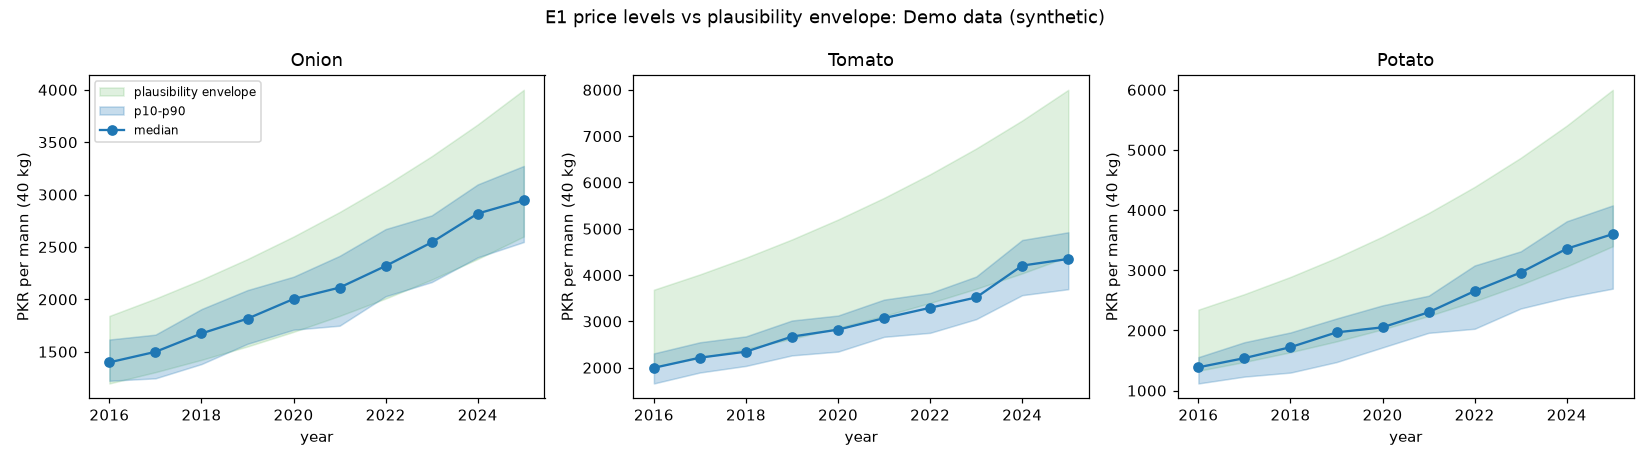 E1 price levels vs plausibility envelope: Demo data (synthetic)
Onion
plausibility envelope
p10-p90
median
PKR per mann (40 kg)
4000
3500
3000
2500
2000
1500
2016
2018
2020
2022
2024
year
Tomato
PKR per mann (40 kg)
8000
7000
6000
5000
4000
3000
2000
2016
2018
2020
2022
2024
year
Potato
PKR per mann (40 kg)
6000
5000
4000
3000
2000
1000
2016
2018
2020
2022
2024
year